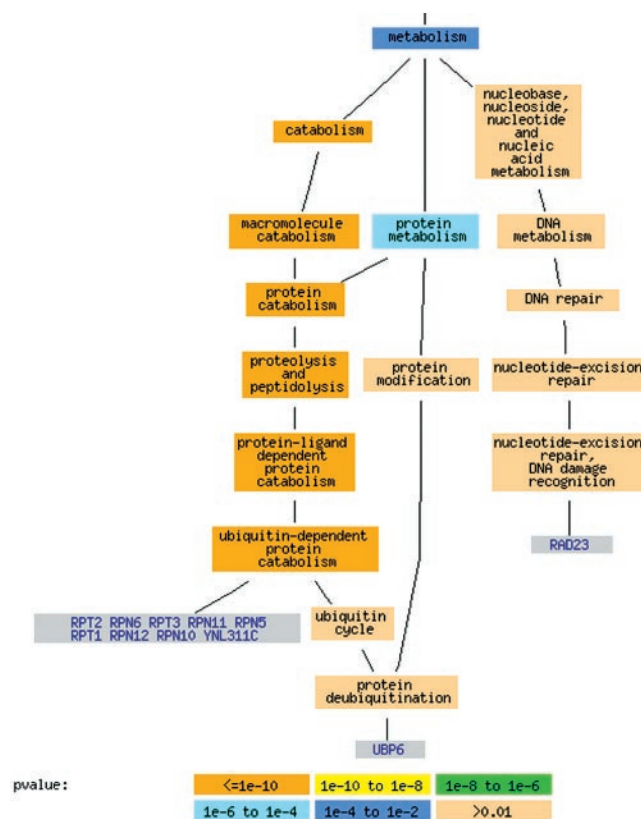 metabolism
nucleobase,
nucleoside,
nucleotide
and
nucleic
acid
metabolism
catabolism
macromolecule
catabolism
protein
metabolism
DNA
metabolism
protein
catabolism
DNA repair
proteolysis
and
peptidolysis
protein
modification
nucleotide-excision
repair
protein-ligand
dependent
protein
catabolism
nucleotide-excision
repair,
DNA damage
recognition
ubiquitin-dependent
protein
catabolism
RAD23
RPT2 RPN6 RPT3 RPN11 RPN5
RPT1 RPN12 RPN10 YNL311C
ubiquitin
cycle
protein
deubiquitination
UBP6
pvalue:
<=1e-10
1e-10 to 1e-8
1e-8 to 1e-6
1e-6 to 1e-4
1e-4 to 1e-2
>0.01